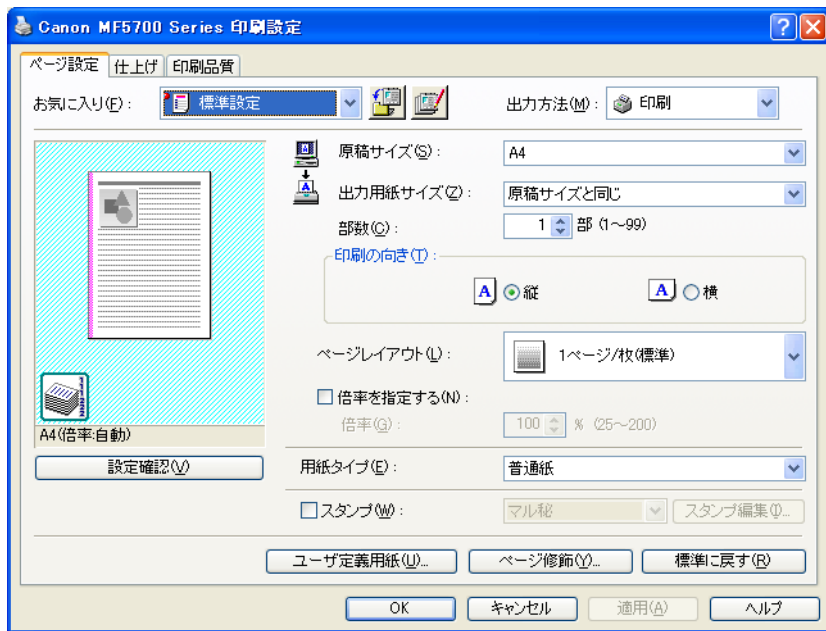 Canon MF5700 Series 印刷設定
ページ設定 仕上げ 印刷品質
お気に入り(F): 標準設定 出力方法(M): 印刷
原稿サイズ(S): A4
出力用紙サイズ(Z): 原稿サイズと同じ
部数(C): 1 部 (1～99)
印刷の向き(T):
A 縦 A 横
ページレイアウト(L): 1ページ/枚(標準)
倍率を指定する(N):
倍率(G): 100 % (25～200)
A4(倍率:自動)
設定確認(V)
用紙タイプ(E): 普通紙
スタンプ(W): マル秘 スタンプ編集(I)...
ユーザ定義用紙(U)... ページ修飾(Y)... 標準に戻す(R)
OK キャンセル 適用(A) ヘルプ